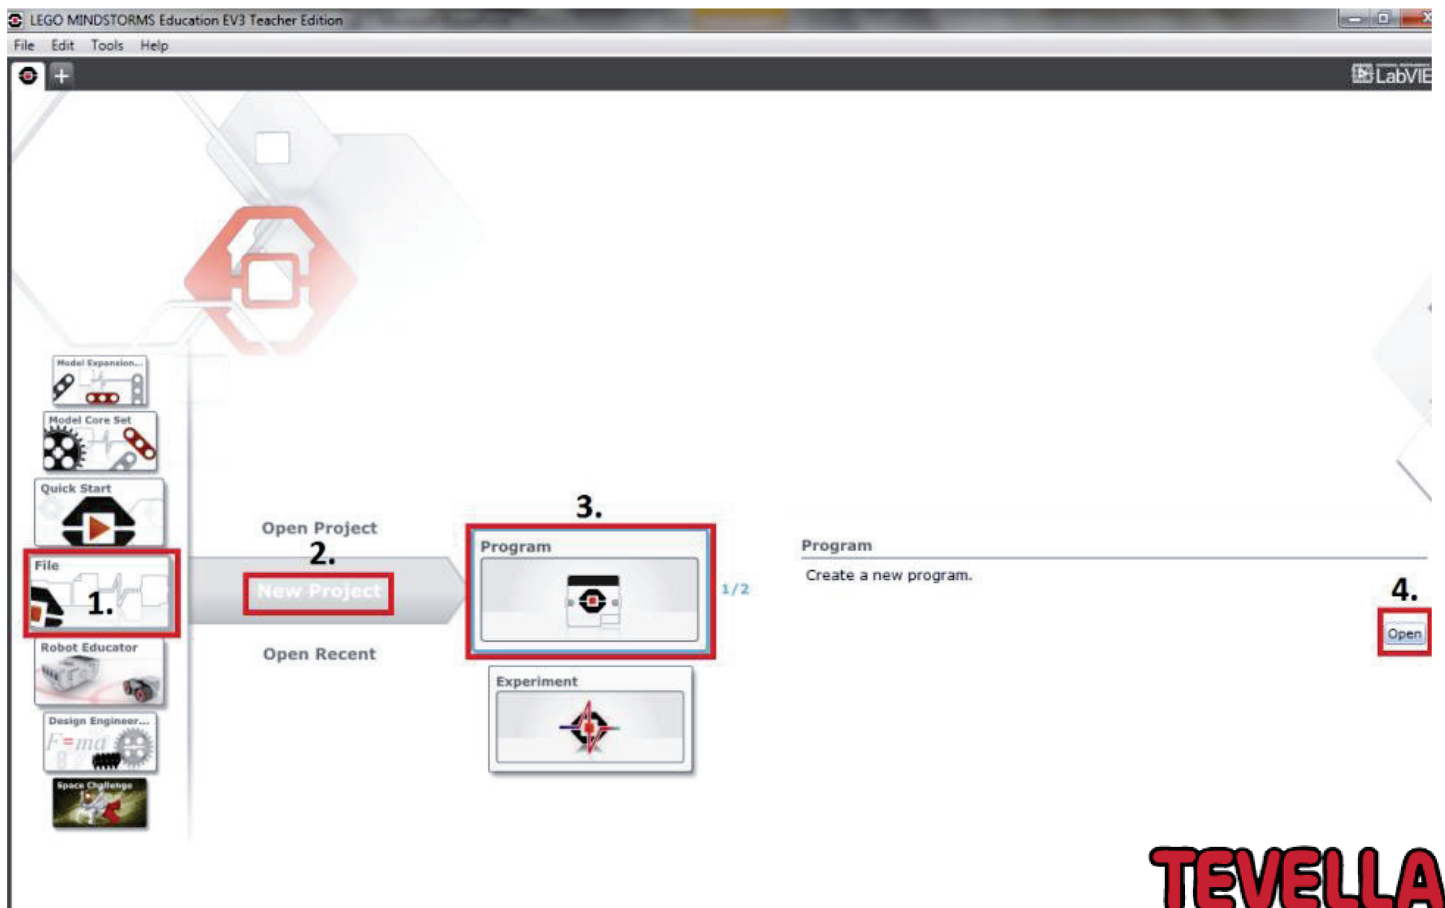 LEGO MINDSTORMS Education EV3 Teacher Edition
File Edit Tools Help
LabVIE
Model Expansion...
Model Core Set
Quick Start
Open Project
3.
2.
Program
Program
File
Create a new program.
1.
New Project
1/2
4.
Open
Robot Educator
Open Recent
Experiment
Design Engineer...
F=ma
Space Challenge
TEVELLA